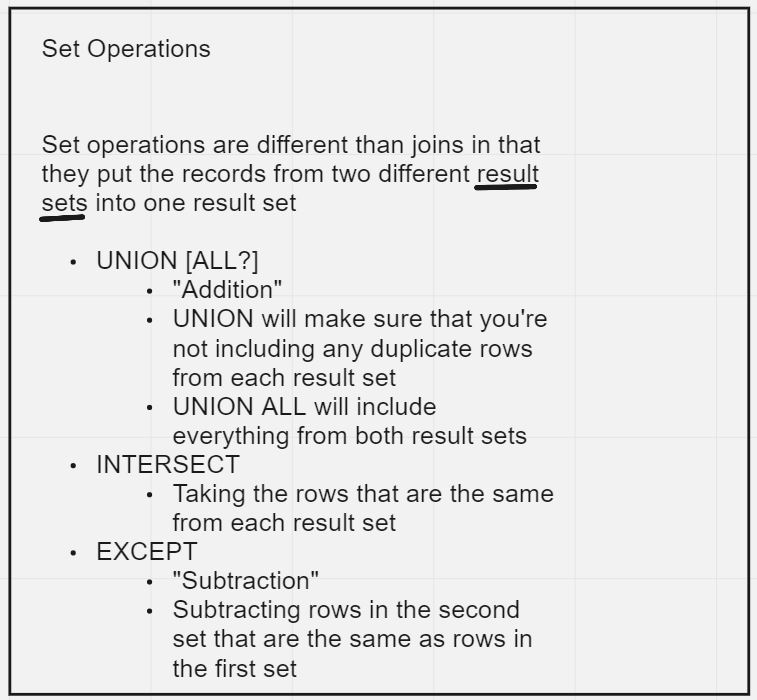 Set Operations
Set operations are different than joins in that
they put the records from two different result
sets into one result set
• UNION [ALL?]
• "Addition"
• UNION will make sure that you're
not including any duplicate rows
from each result set
• UNION ALL will include
everything from both result sets
• INTERSECT
• Taking the rows that are the same
from each result set
• EXCEPT
• "Subtraction"
• Subtracting rows in the second
set that are the same as rows in
the first set